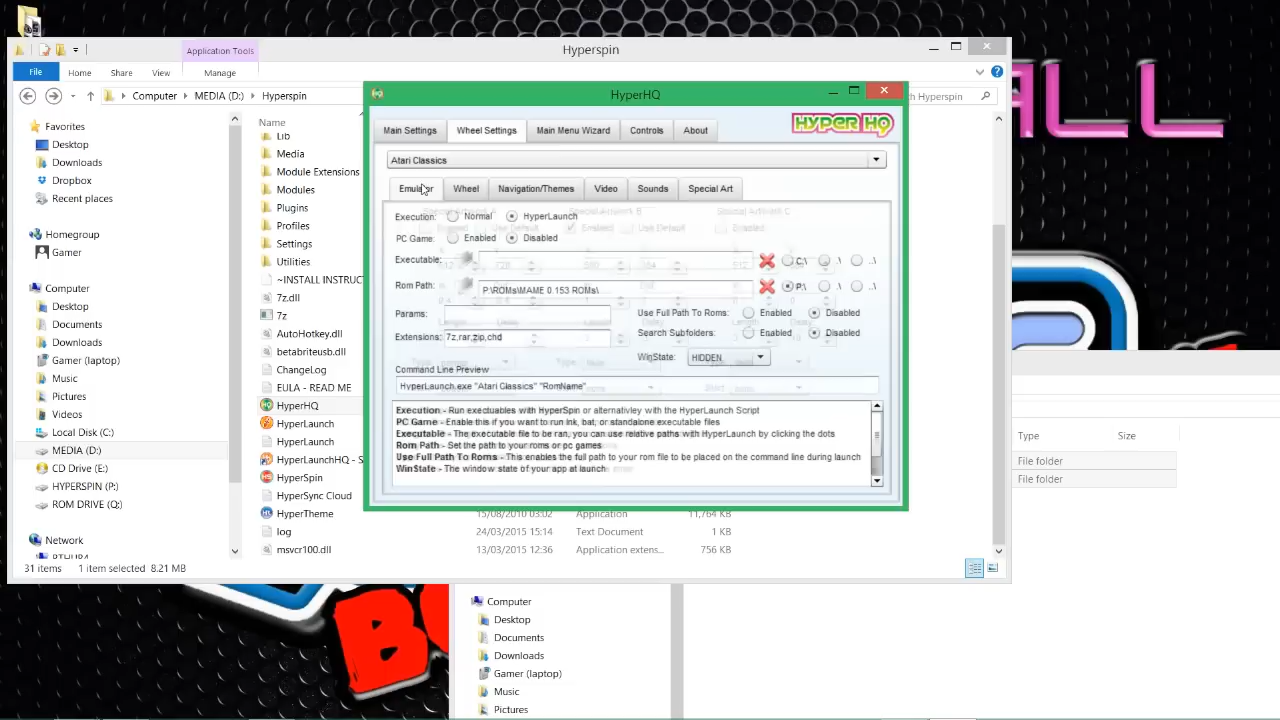 Application Tools
Hyperspin
File
Home
Share
View
Manage
Computer
MEDIA (D:)
Hyperspin
Hyperspin
Favorites
Desktop
Downloads
Dropbox
Recent places
Homegroup
Gamer
Computer
Desktop
Documents
Downloads
Gamer (laptop)
Music
Pictures
Videos
Local Disk (C:)
MEDIA (D:)
CD Drive (E:)
HYPERSPIN (P:)
ROM DRIVE (Q:)
Network
Name
Lib
Media
Module Extensions
Modules
Plugins
Profiles
Settings
Themes
Utilities
~INSTALL INSTRUC
7z.dll
7z
AutoHotkey.dll
betabriteusb.dll
ChangeLog
EULA - READ ME
HyperHQ
HyperLaunch
HyperLaunch
HyperLaunchHQ - S
HyperSpin
HyperSync Cloud
HyperTheme
log
msvcr100.dll
15/08/2010 03:02
Application
11,764 KB
24/03/2015 15:14
Text Document
1 KB
13/03/2015 12:36
Application extens...
756 KB
31 items
1 item selected 8.21 MB
HyperHQ
Main Settings
Wheel Settings
Main Menu Wizard
Controls
About
HYPER HQ
Atari Classics
Emulator
Wheel
Navigation/Themes
Video
Sounds
Special Art
Execution:
Normal
HyperLaunch
PC Game:
Enabled
Disabled
Executable:
C:\
.\
..\
Rom Path:
P:\ROMs\MAME 0.153 ROMs\
P:\
.\
..\
Params:
Use Full Path To Roms:
Enabled
Disabled
Extensions:
7z,rar,zip,chd
Search Subfolders:
Enabled
Disabled
WinState:
HIDDEN
Command Line Preview
HyperLaunch.exe "Atari Classics" "RomName"
Execution - Run exectuables with HyperSpin or alternativley with the HyperLaunch Script
PC Game - Enable this if you want to run lnk, bat, or standalone executable files
Executable - The executable file to be ran, you can use relative paths with HyperLaunch by clicking the dots
Rom Path - Set the path to your roms or pc games
Use Full Path To Roms - This enables the full path to your rom file to be placed on the command line during launch
WinState - The window state of your app at launch
Type
Size
File folder
File folder
Computer
Desktop
Documents
Downloads
Gamer (laptop)
Music
Pictures
ALL